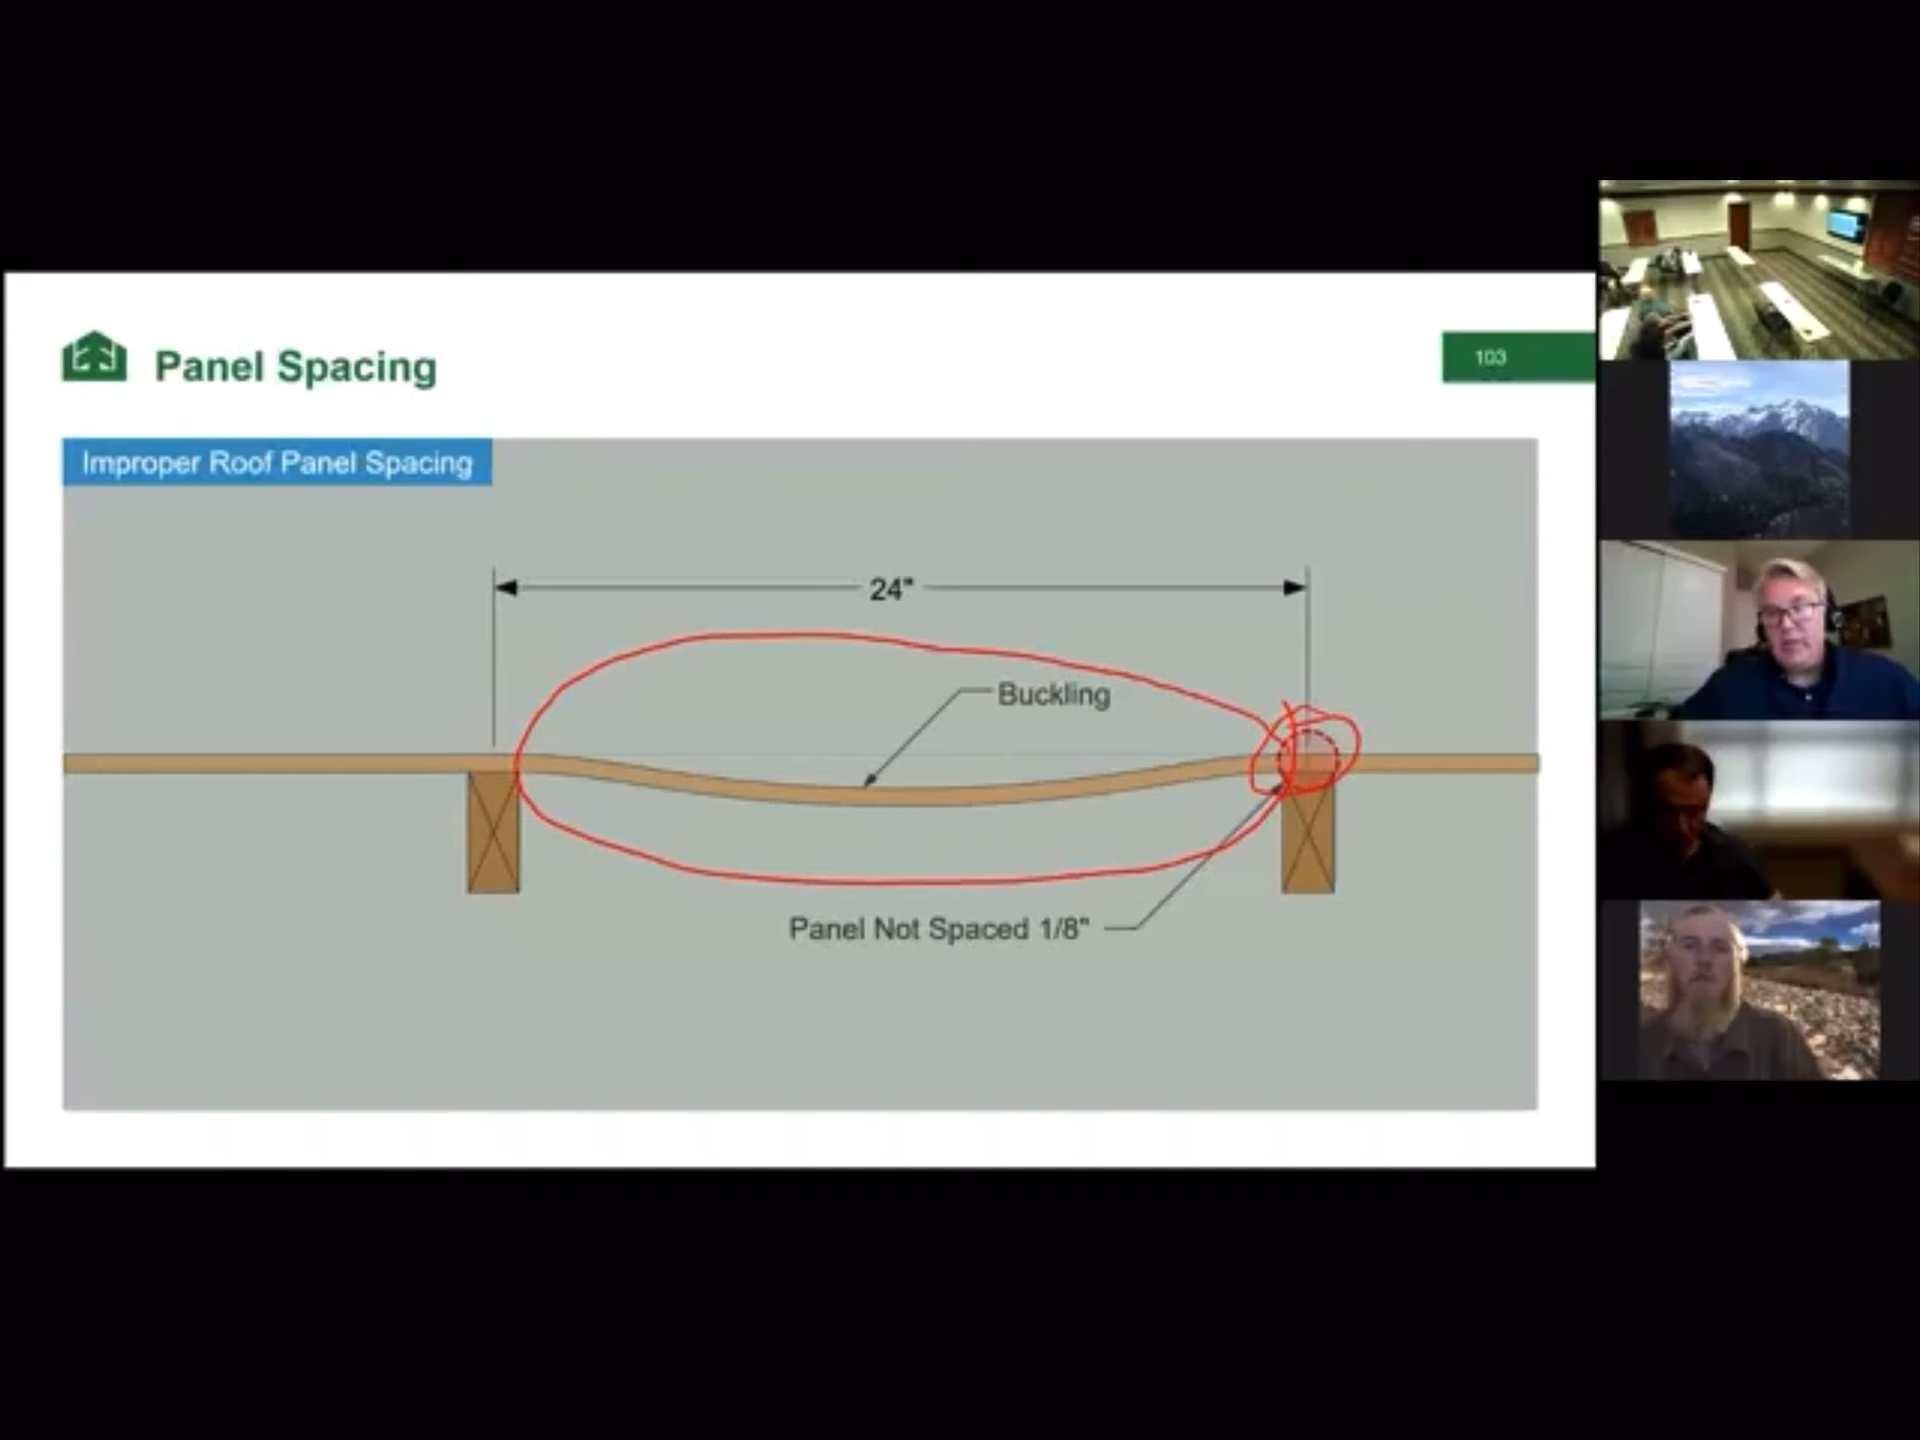 Panel Spacing
103
Improper Roof Panel Spacing
24"
Buckling
Panel Not Spaced 1/8"